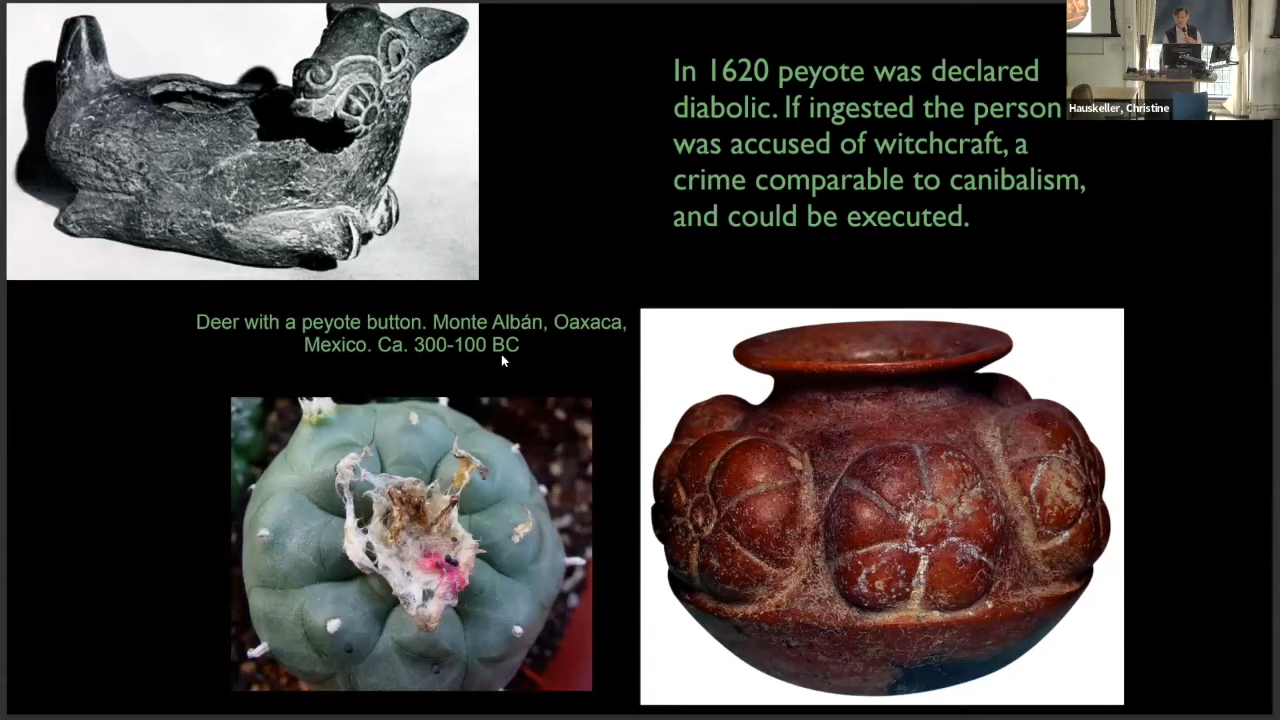 In 1620 peyote was declared
diabolic. If ingested the person
was accused of witchcraft, a
crime comparable to canibalism,
and could be executed.
Hauskeller, Christine
Deer with a peyote button. Monte Albán, Oaxaca,
Mexico. Ca. 300-100 BC